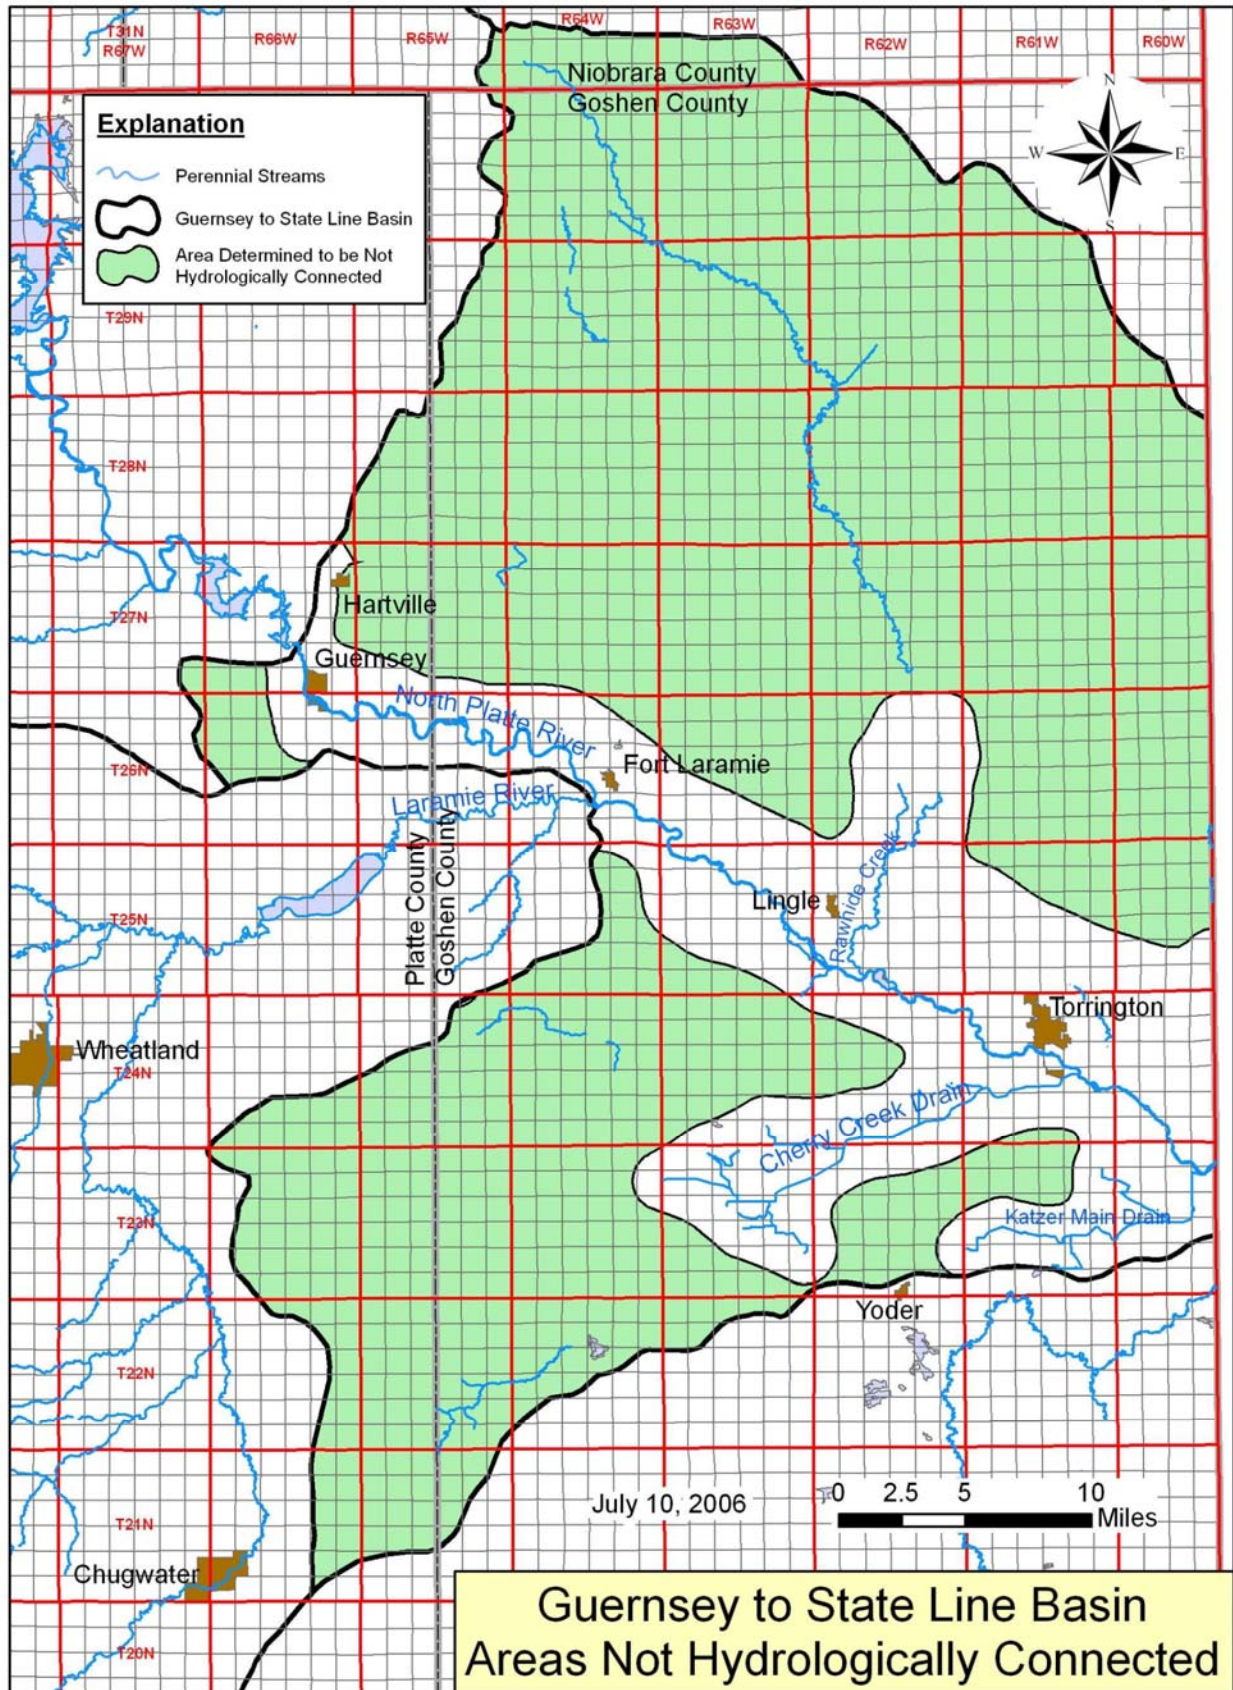 T31N
R67W
R66W
R65W
R64W
R63W
R62W
R61W
R60W
Niobrara County
Goshen County
N
W
E
S
Explanation
Perennial Streams
Guernsey to State Line Basin
Area Determined to be Not
Hydrologically Connected
T29N
T28N
T27N
Hartville
Guernsey
North Platte River
T26N
Fort Laramie
Laramie River
Platte County
Goshen County
Lingle
Rawhide Creek
T25N
Torrington
Wheatland
T24N
Cherry Creek Drain
T23N
Katzer Main Drain
Yoder
T22N
July 10, 2006
0 2.5 5 10
Miles
T21N
Chugwater
T20N
Guernsey to State Line Basin
Areas Not Hydrologically Connected